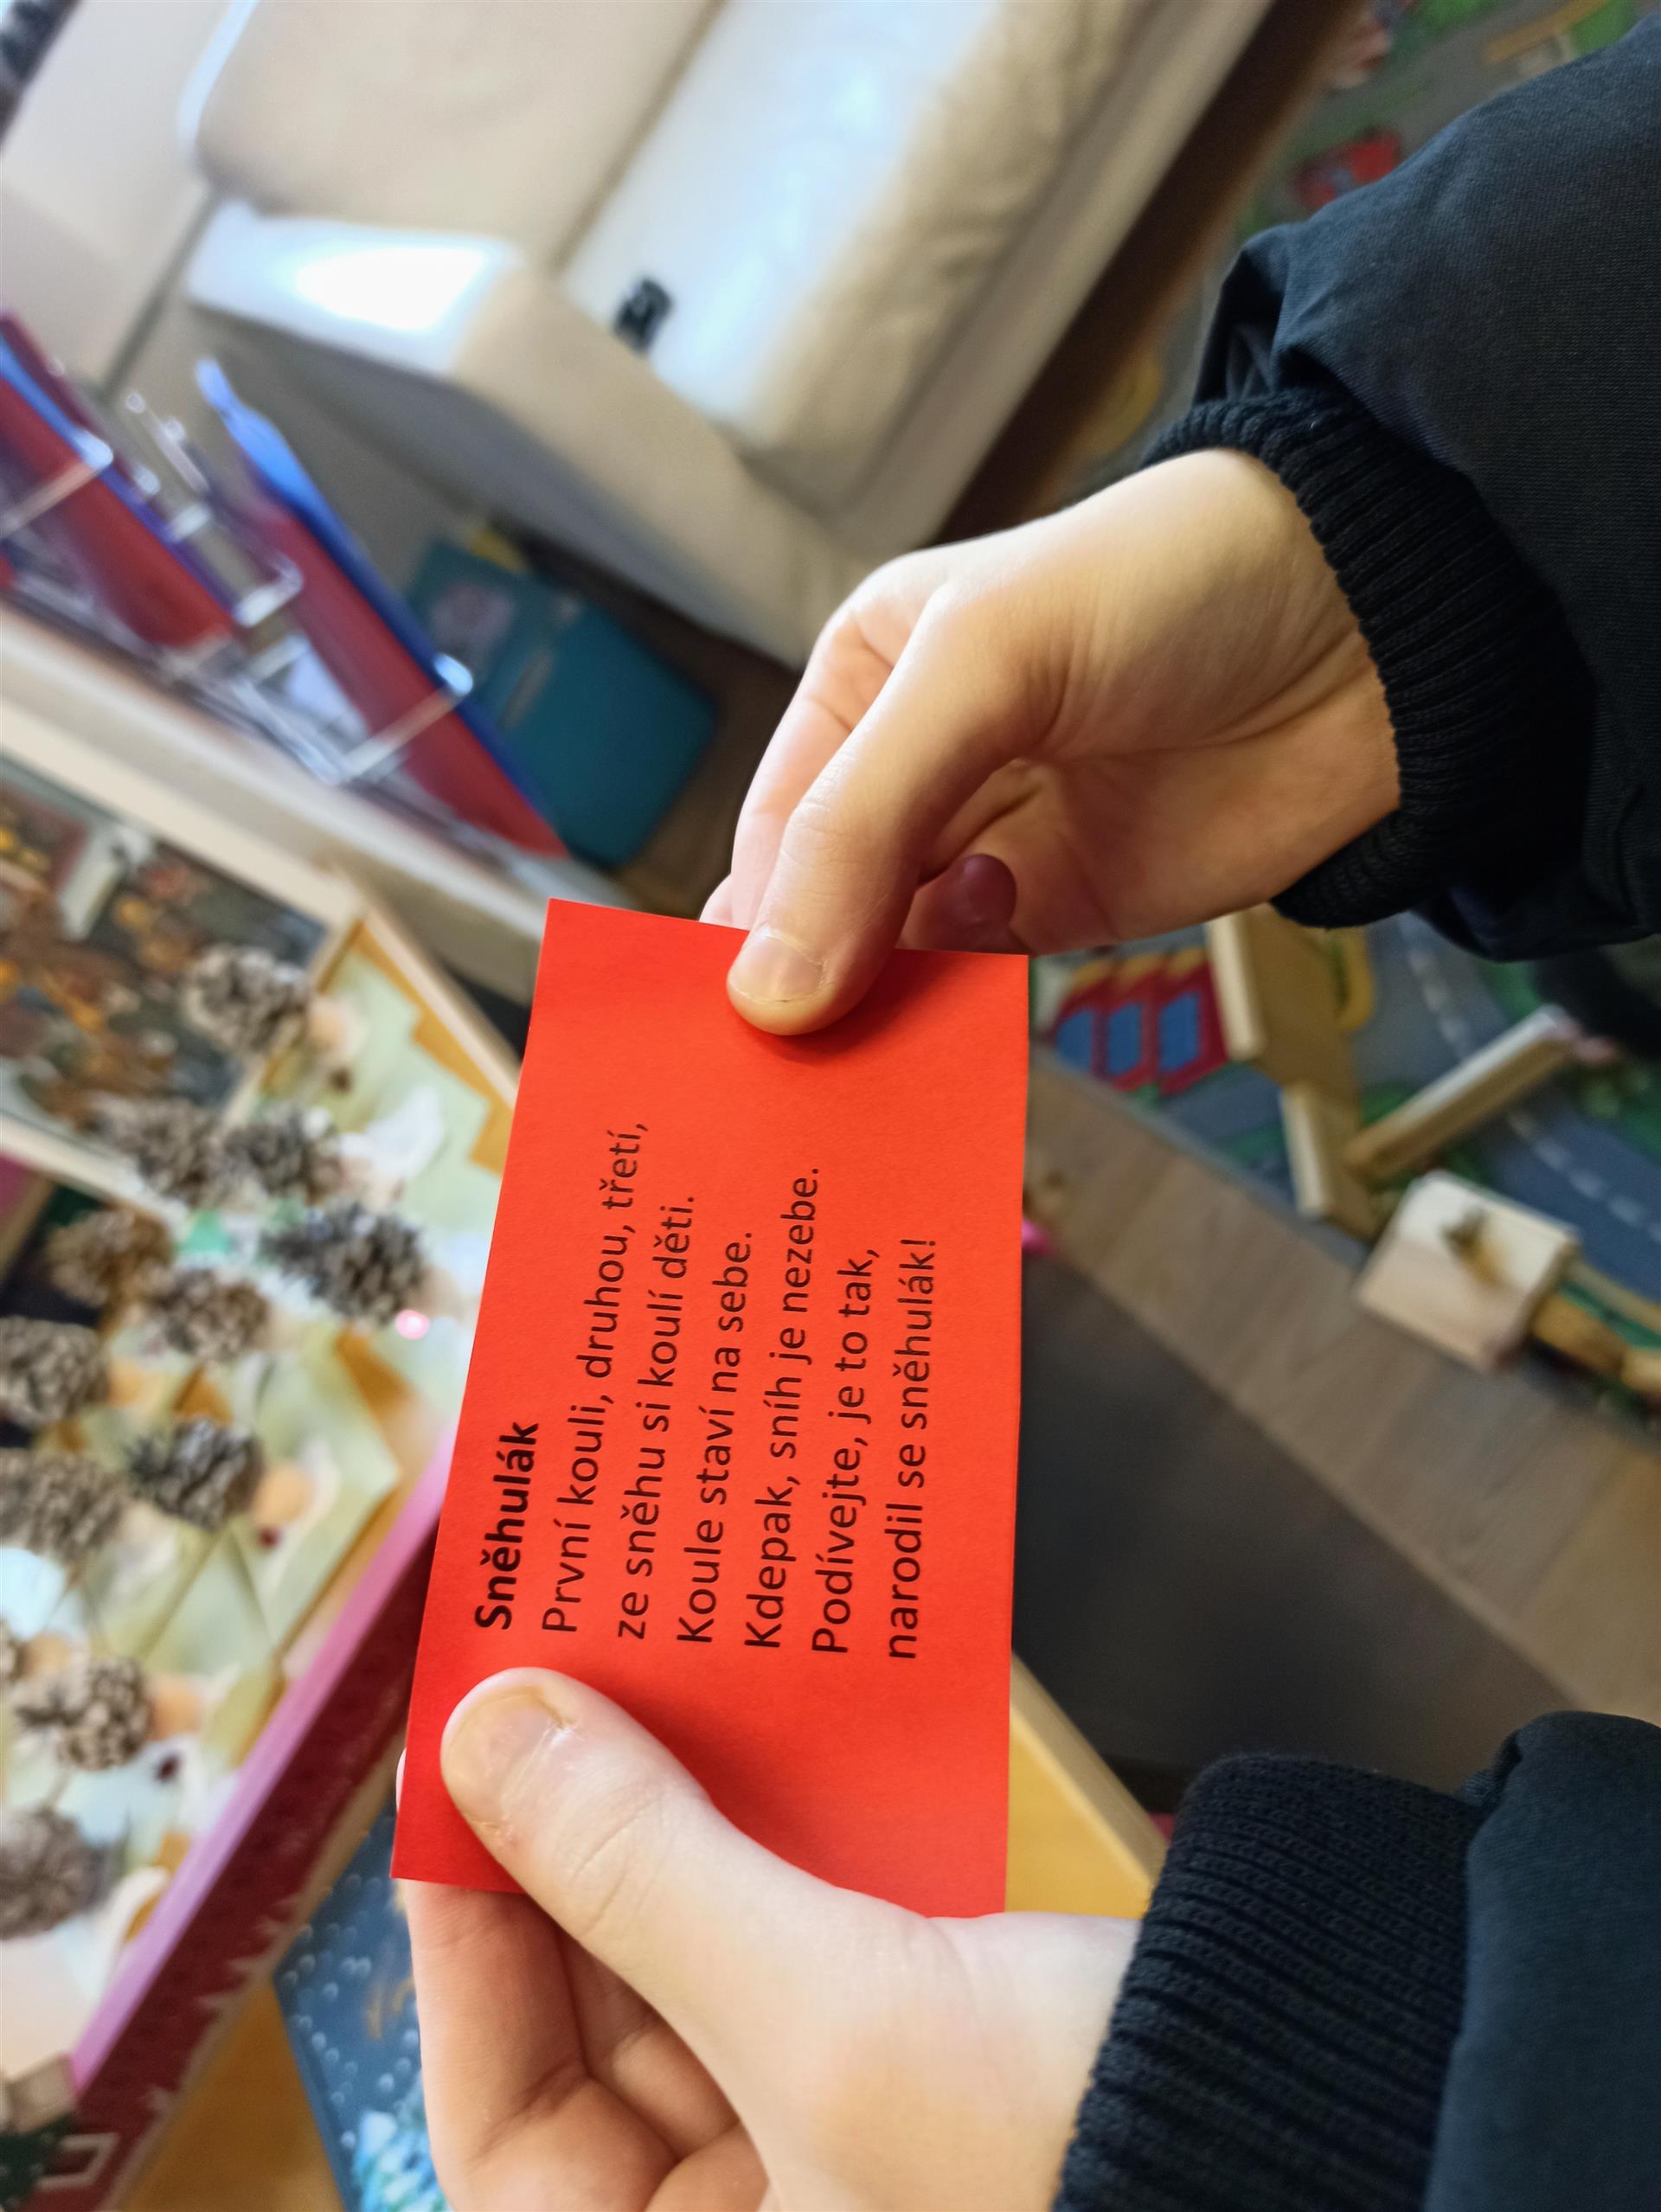 Sněhulák
První kouli, druhou, třetí,
ze sněhu si koulí děti.
Koule staví na sebe.
Kdepak, sníh je nezebe.
Podívejte, je to tak,
narodil se sněhulák!